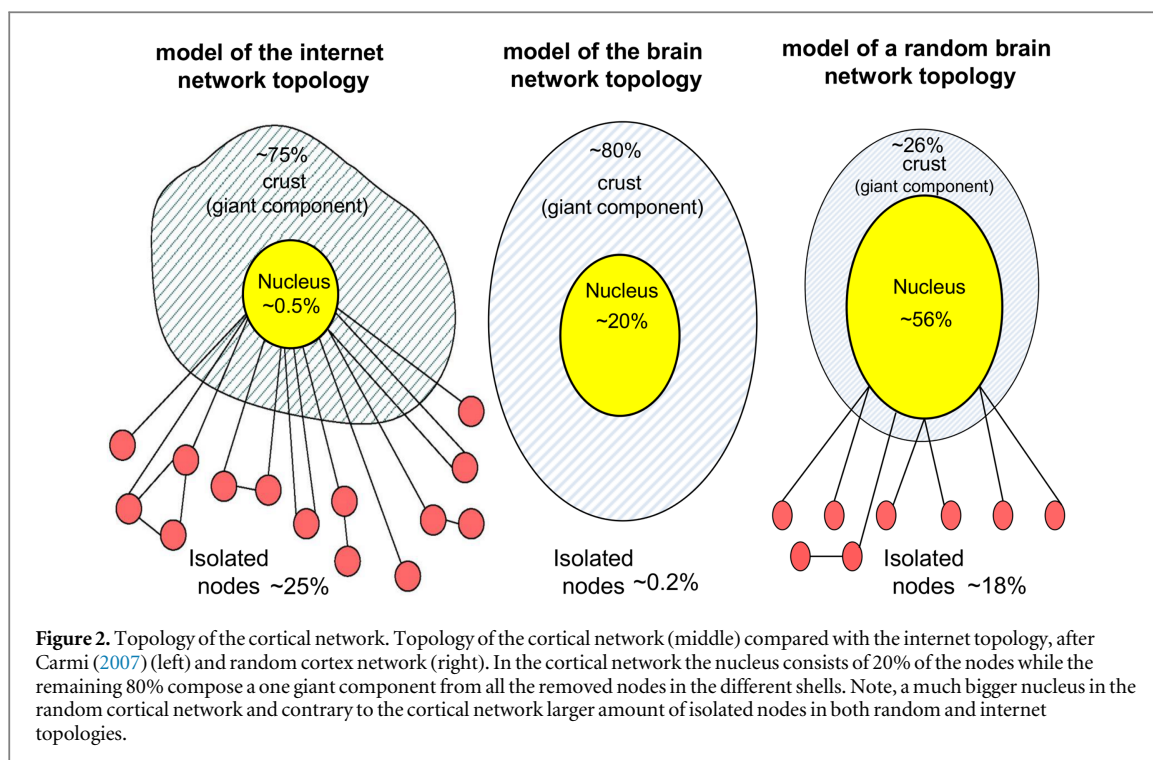 model of the internet
network topology
~75%
crust
(giant component)
Nucleus
~0.5%
Isolated
nodes ~25%
model of the brain
network topology
~80%
crust
(giant component)
Nucleus
~20%
Isolated
nodes ~0.2%
model of a random brain
network topology
~26%
crust
(giant component)
Nucleus
~56%
Isolated
nodes ~18%
Figure 2. Topology of the cortical network. Topology of the cortical network (middle) compared with the internet topology, after
Carmi (2007) (left) and random cortex network (right). In the cortical network the nucleus consists of 20% of the nodes while the
remaining 80% compose a one giant component from all the removed nodes in the different shells. Note, a much bigger nucleus in the
random cortical network and contrary to the cortical network larger amount of isolated nodes in both random and internet
topologies.